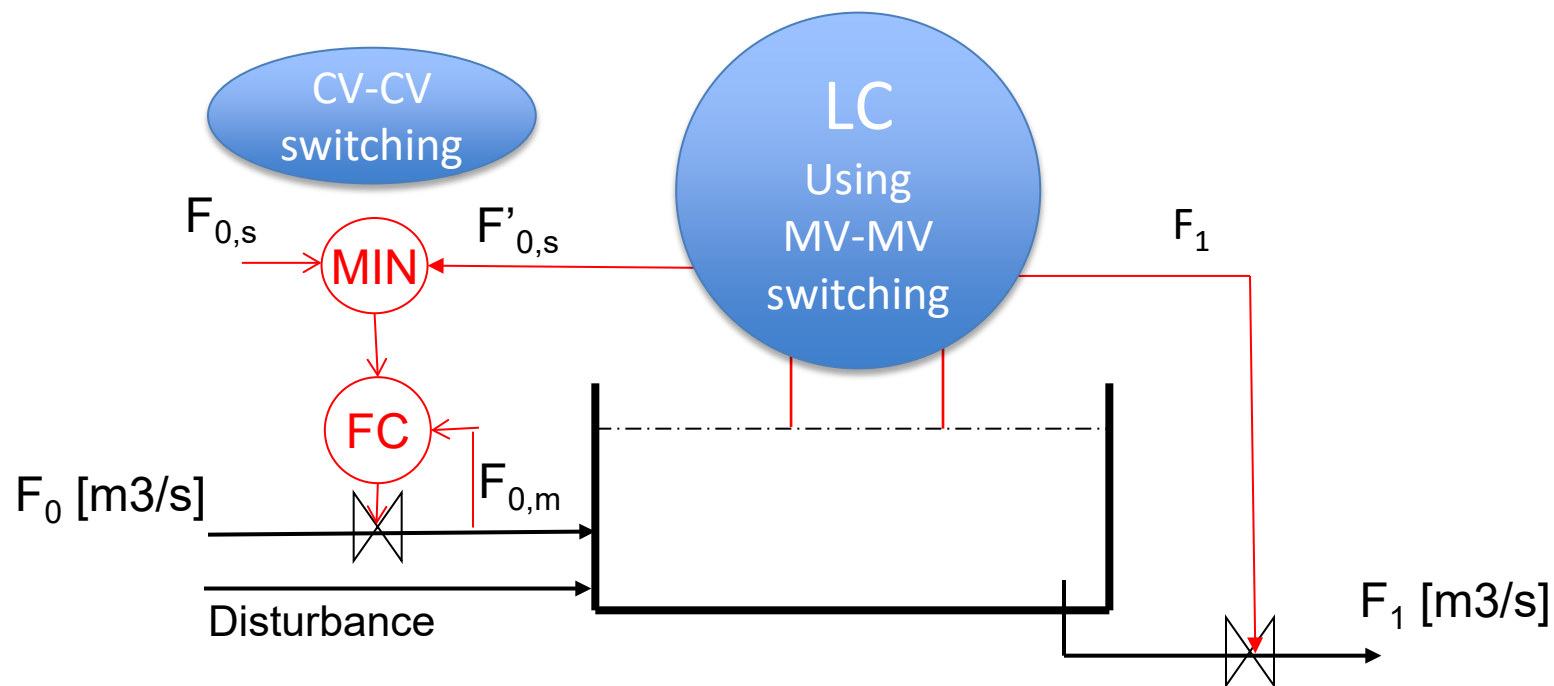 CV-CV
switching
LC
Using
MV-MV
switching
F0,s
MIN
F’0,s
F1
FC
F0,m
F0 [m3/s]
Disturbance
F1 [m3/s]